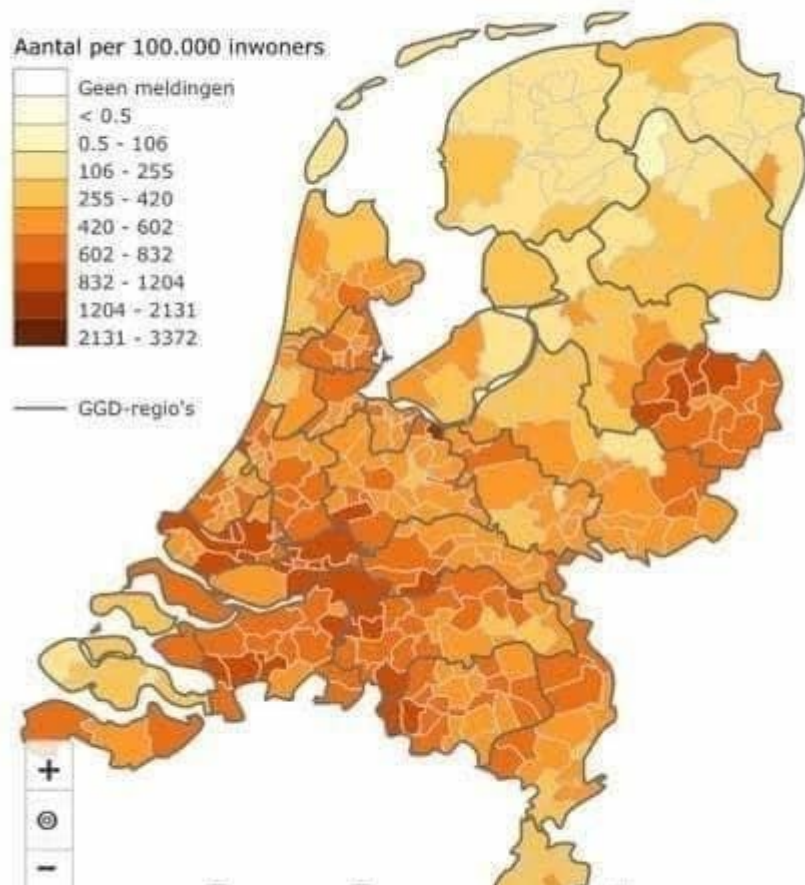 Aantal per 100.000 inwoners
Geen meldingen
< 0.5
0.5 - 106
106 - 255
255 - 420
420 - 602
602 - 832
832 - 1204
1204 - 2131
2131 - 3372
GGD-regio's
+
−